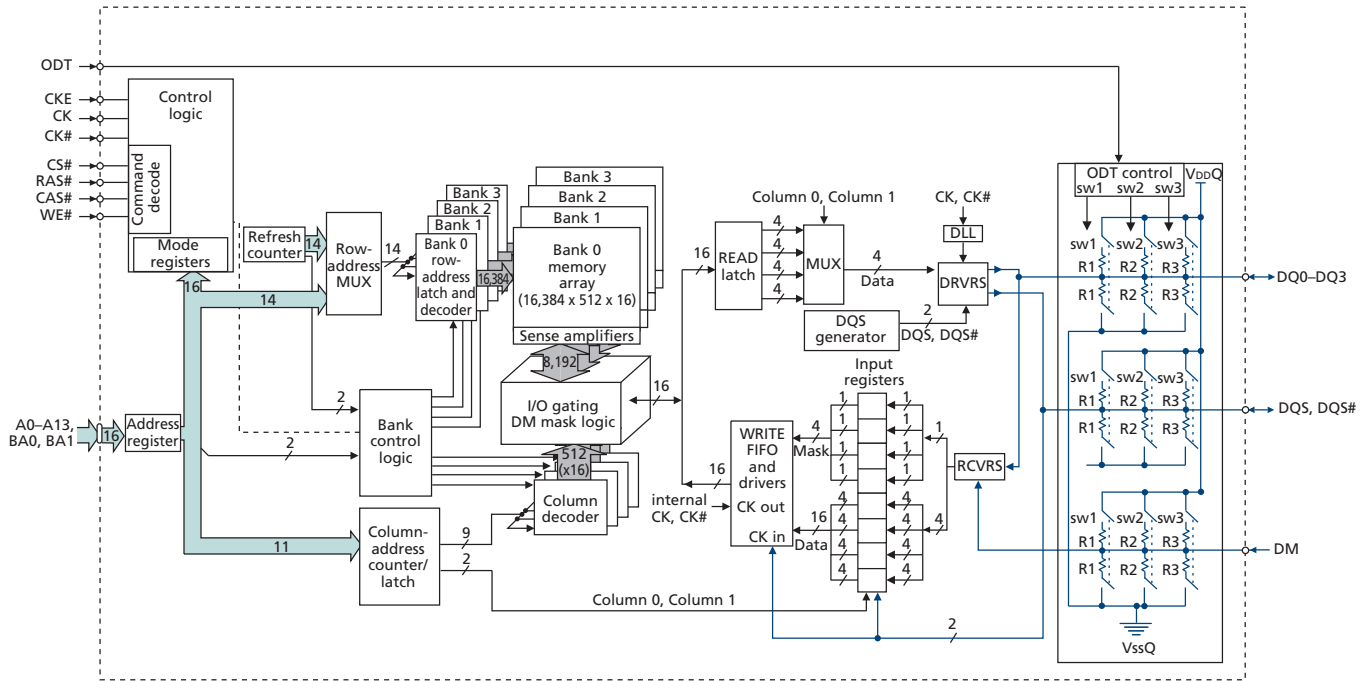 ODT
CKE
CK
CK#
CS#
RAS#
CAS#
WE#
Control
logic
Command
decode
Mode
registers
16
Refresh
counter
14
Row-
address
MUX
14
14
Bank 3
Bank 2
Bank 1
Bank 0
row-
address
latch and
decoder
16,384
Bank 3
Bank 2
Bank 1
Bank 0
memory
array
(16,384 x 512 x 16)
Sense amplifiers
8,192
I/O gating
DM mask logic
16
A0–A13,
BA0, BA1
16
Address
register
2
2
Bank
control
logic
512
(x16)
Column
decoder
11
Column-
address
counter/
latch
9
2
Column 0, Column 1
16
READ
latch
4
4
4
4
Column 0, Column 1
MUX
4
Data
CK, CK#
DLL
DRVRS
DQS
generator
2
DQS, DQS#
Input
registers
16
internal
CK, CK#
WRITE
FIFO
and
drivers
CK out
CK in
4
Mask
16
Data
1
1
1
1
4
4
4
4
1
1
1
1
4
4
4
4
1
4
RCVRS
2
ODT control
sw1
sw2
sw3
VDDQ
sw1
sw2
sw3
R1
R2
R3
R1
R2
R3
DQ0–DQ3
sw1
sw2
sw3
R1
R2
R3
R1
R2
R3
DQS, DQS#
sw1
sw2
sw3
R1
R2
R3
R1
R2
R3
DM
VssQ